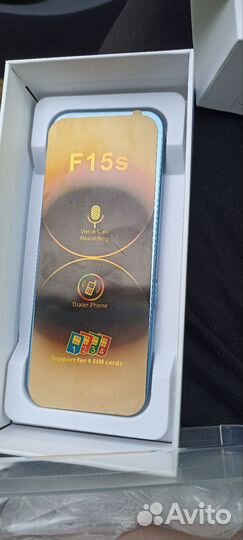 F15s
Voice Call
Recording
Dialer Phone
1 2 3 4
Support for 4 SIM cards
Avito